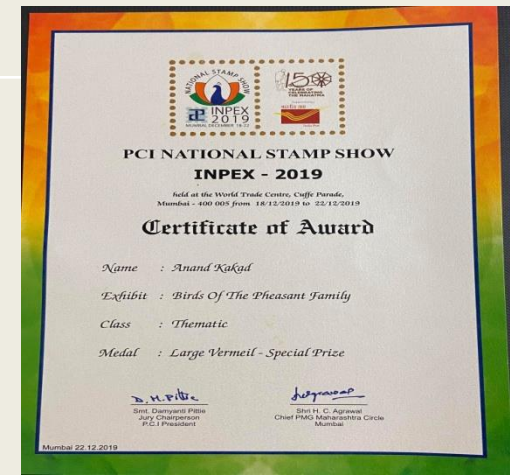 NATIONAL STAMP SHOW
INPEX
2019
MUMBAI, DECEMBER 18-22
150
YEARS OF
CELEBRATING
THE MAHATMA
PCI NATIONAL STAMP SHOW
INPEX - 2019
held at the World Trade Centre, Cuffe Parade,
Mumbai - 400 005 from 18/12/2019 to 22/12/2019
Certificate of Award
Name : Anand Kakad
Exhibit : Birds Of The Pheasant Family
Class : Thematic
Medal : Large Vermeil - Special Prize
D. M. Pittie
Smt. Damyanti Pittie
Jury Chairperson
P.C.I President
Shri H. C. Agrawal
Chief PMG Maharashtra Circle
Mumbai
Mumbai 22.12.2019